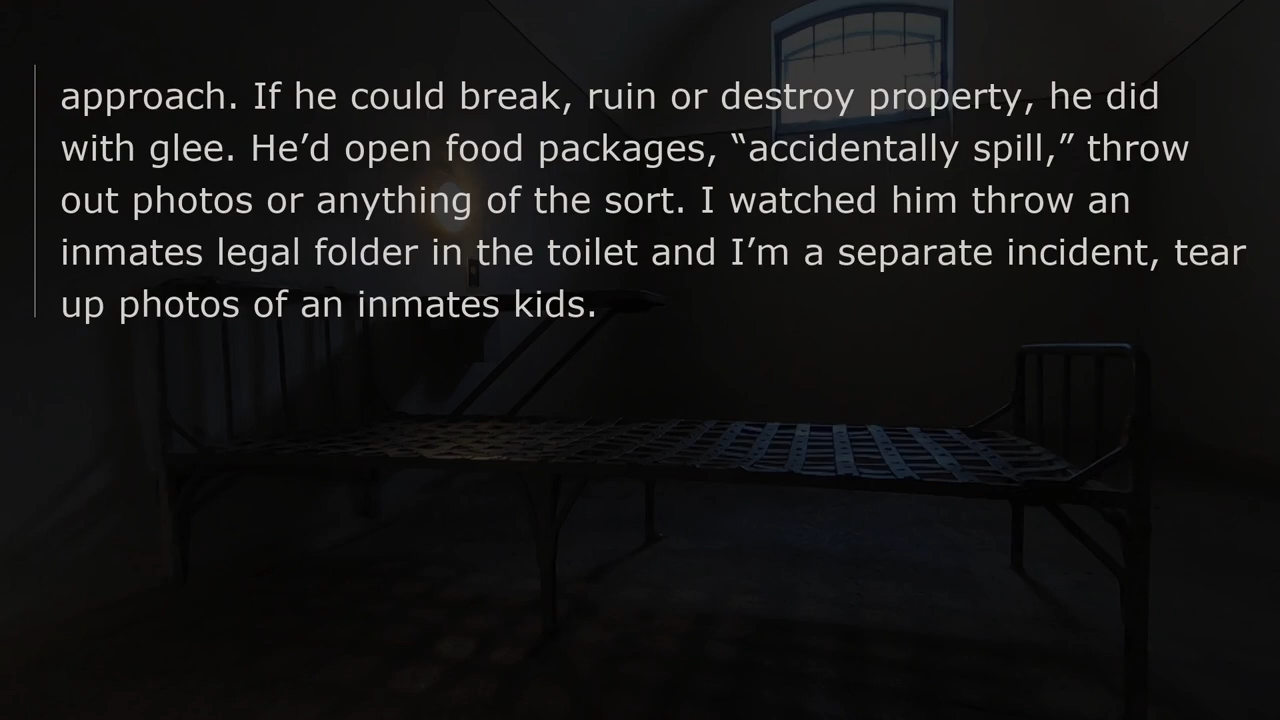 approach. If he could break, ruin or destroy property, he did
with glee. He’d open food packages, “accidentally spill,” throw
out photos or anything of the sort. I watched him throw an
inmates legal folder in the toilet and I’m a separate incident, tear
up photos of an inmates kids.